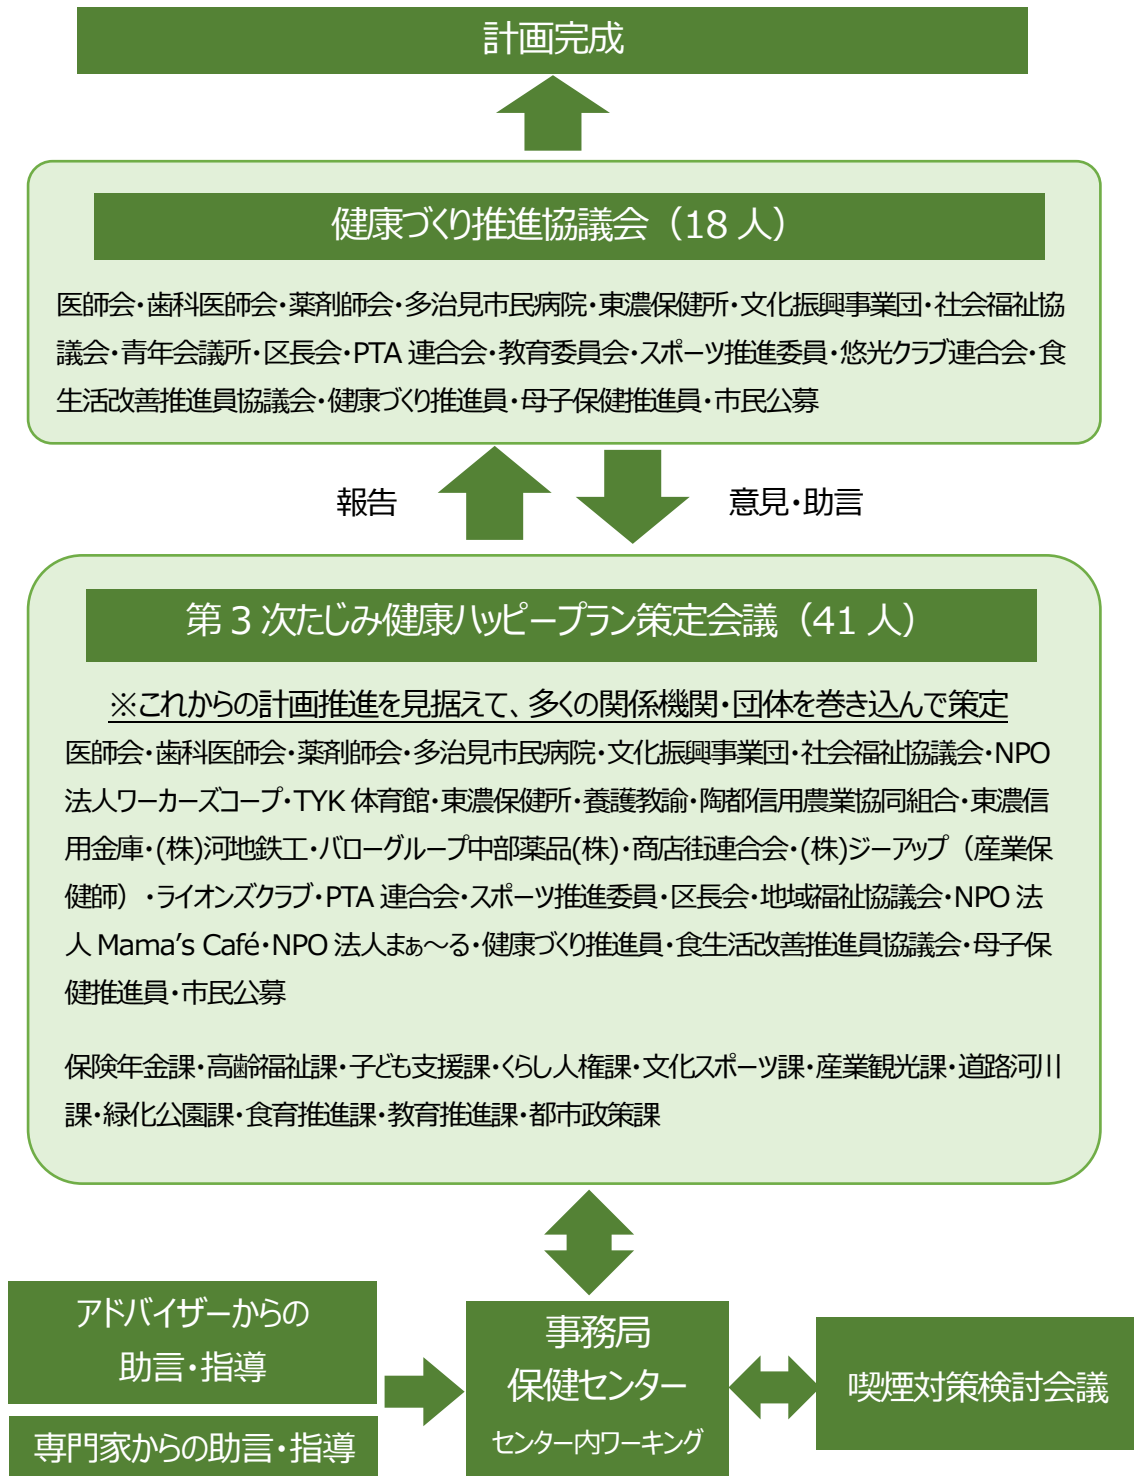 計画完成
健康づくり推進協議会（18 人）
医師会・歯科医師会・薬剤師会・多治見市民病院・東濃保健所・文化振興事業団・社会福祉協
議会・青年会議所・区長会・PTA 連合会・教育委員会・スポーツ推進委員・悠光クラブ連合会・食
生活改善推進員協議会・健康づくり推進員・母子保健推進員・市民公募
報告
意見・助言
第 3 次たじみ健康ハッピープラン策定会議（41 人）
※これからの計画推進を見据えて、多くの関係機関・団体を巻き込んで策定
医師会・歯科医師会・薬剤師会・多治見市民病院・文化振興事業団・社会福祉協議会・NPO
法人ワーカーズコープ・TYK 体育館・東濃保健所・養護教諭・陶都信用農業協同組合・東濃信
用金庫・(株)河地鉄工・バローグループ中部薬品(株)・商店街連合会・(株)ジーアップ（産業保
健師）・ライオンズクラブ・PTA 連合会・スポーツ推進委員・区長会・地域福祉協議会・NPO 法
人 Mama's Café・NPO 法人まぁ～る・健康づくり推進員・食生活改善推進員協議会・母子保
健推進員・市民公募
保険年金課・高齢福祉課・子ども支援課・くらし人権課・文化スポーツ課・産業観光課・道路河川
課・緑化公園課・食育推進課・教育推進課・都市政策課
アドバイザーからの
助言・指導
専門家からの助言・指導
事務局
保健センター
センター内ワーキング
喫煙対策検討会議